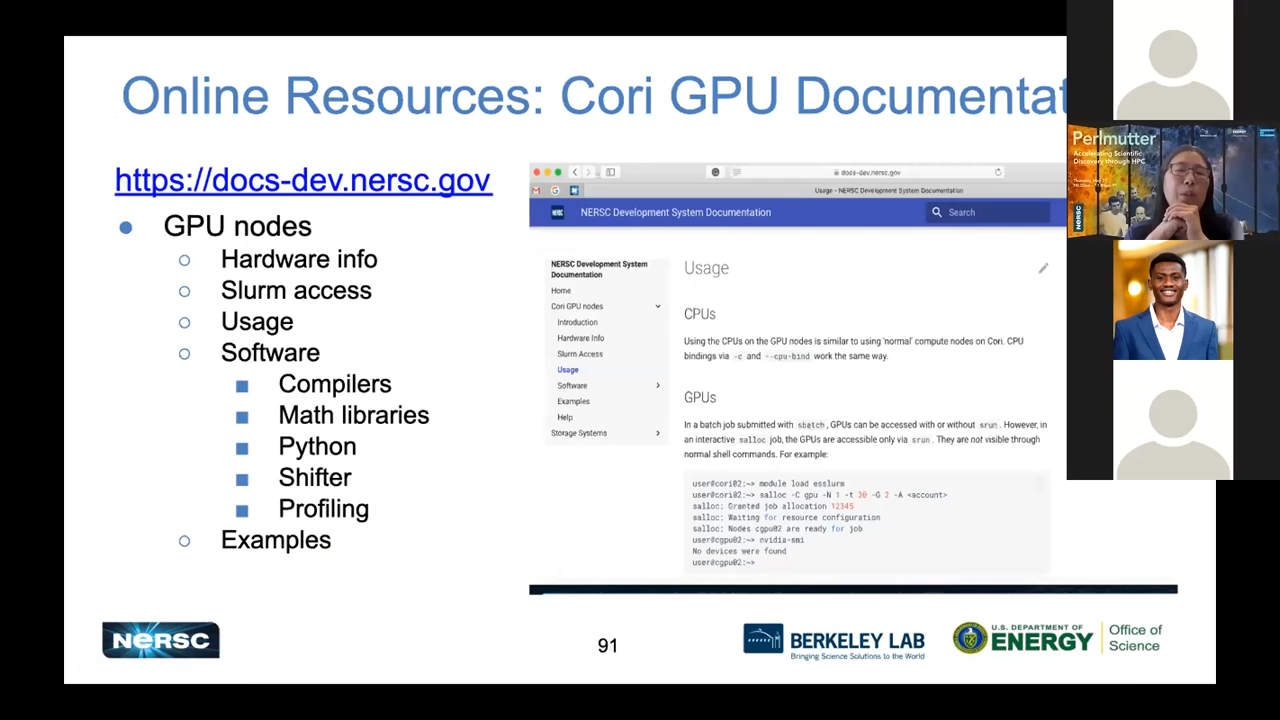 Online Resources: Cori GPU Documentat
https://docs-dev.nersc.gov
GPU nodes
Hardware info
Slurm access
Usage
Software
Compilers
Math libraries
Python
Shifter
Profiling
Examples
docs-dev.nersc.gov
Usage - NERSC Development System Documentation
NERSC
NERSC Development System Documentation
Search
NERSC Development System
Documentation
Home
Cori GPU nodes
Introduction
Hardware Info
Slurm Access
Usage
Software
Examples
Help
Storage Systems
Usage
CPUs
Using the CPUs on the GPU nodes is similar to using 'normal' compute nodes on Cori. CPU
bindings via -c and --cpu-bind work the same way.
GPUs
In a batch job submitted with sbatch, GPUs can be accessed with or without srun. However, in
an interactive salloc job, the GPUs are accessible only via srun. They are not visible through
normal shell commands. For example:
user@cori02:~> module load esslurm
user@cori02:~> salloc -C gpu -N 1 -t 30 -G 2 -A <account>
salloc: Granted job allocation 12345
salloc: Waiting for resource configuration
salloc: Nodes cgpu02 are ready for job
user@cgpu02:~> nvidia-smi
No devices were found
user@cgpu02:~>
Perlmutter
Accelerating Scientific
Discovery through HPC
NERSC
NERSC
91
BERKELEY LAB
Bringing Science Solutions to the World
U.S. DEPARTMENT OF
ENERGY
Office of
Science